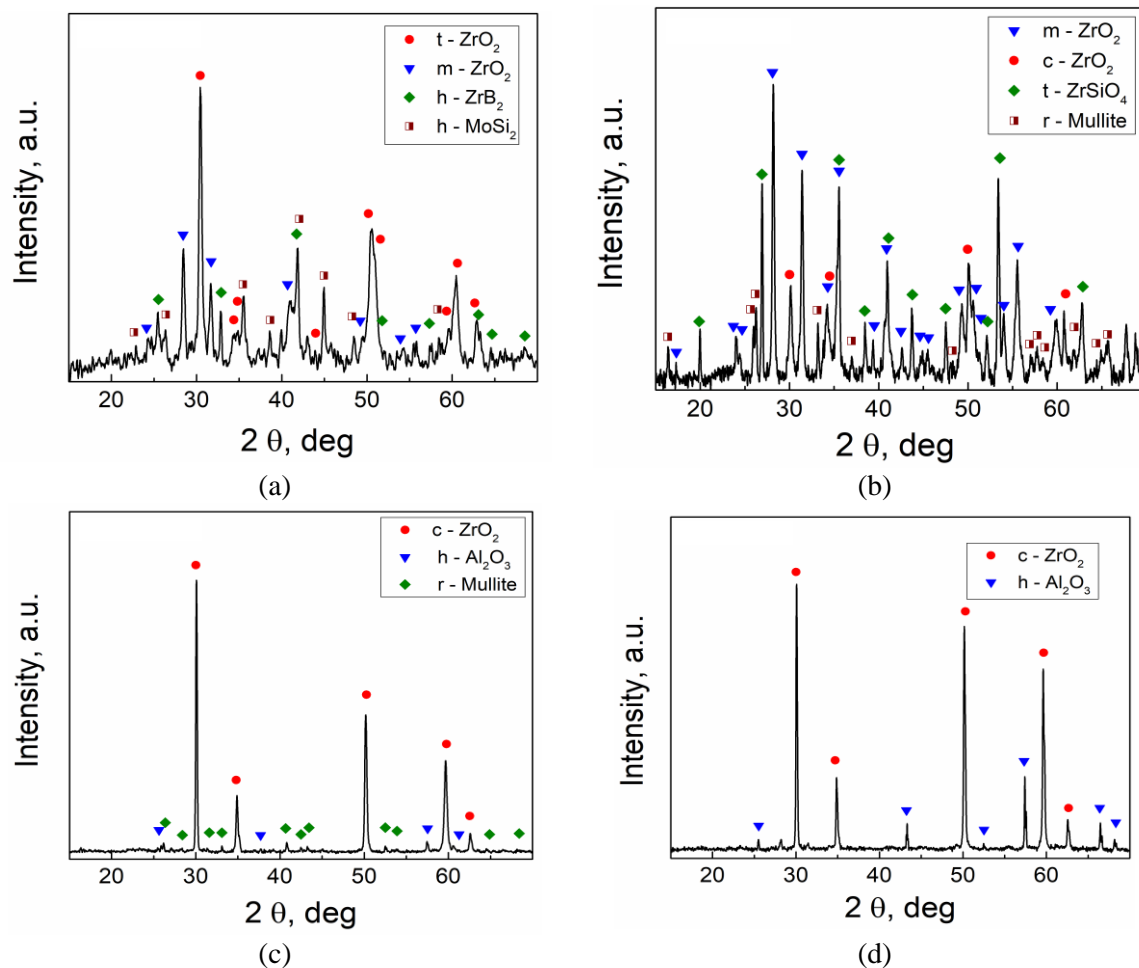 t - ZrO₂
m - ZrO₂
h - ZrB₂
h - MoSi₂
Intensity, a.u.
20 30 40 50 60
2 θ, deg
(a)
m - ZrO₂
c - ZrO₂
t - ZrSiO₄
r - Mullite
Intensity, a.u.
20 30 40 50 60
2 θ, deg
(b)
c - ZrO₂
h - Al₂O₃
r - Mullite
Intensity, a.u.
20 30 40 50 60
2 θ, deg
(c)
c - ZrO₂
h - Al₂O₃
Intensity, a.u.
20 30 40 50 60
2 θ, deg
(d)